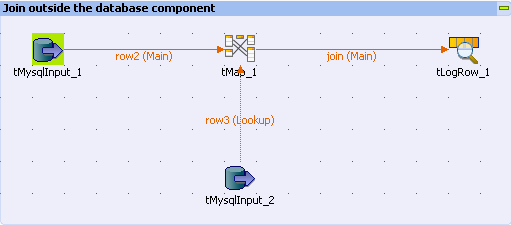 Join outside the database component
row2 (Main)
join (Main)
tMysqlInput_1
tMap_1
tLogRow_1
row3 (Lookup)
tMysqlInput_2